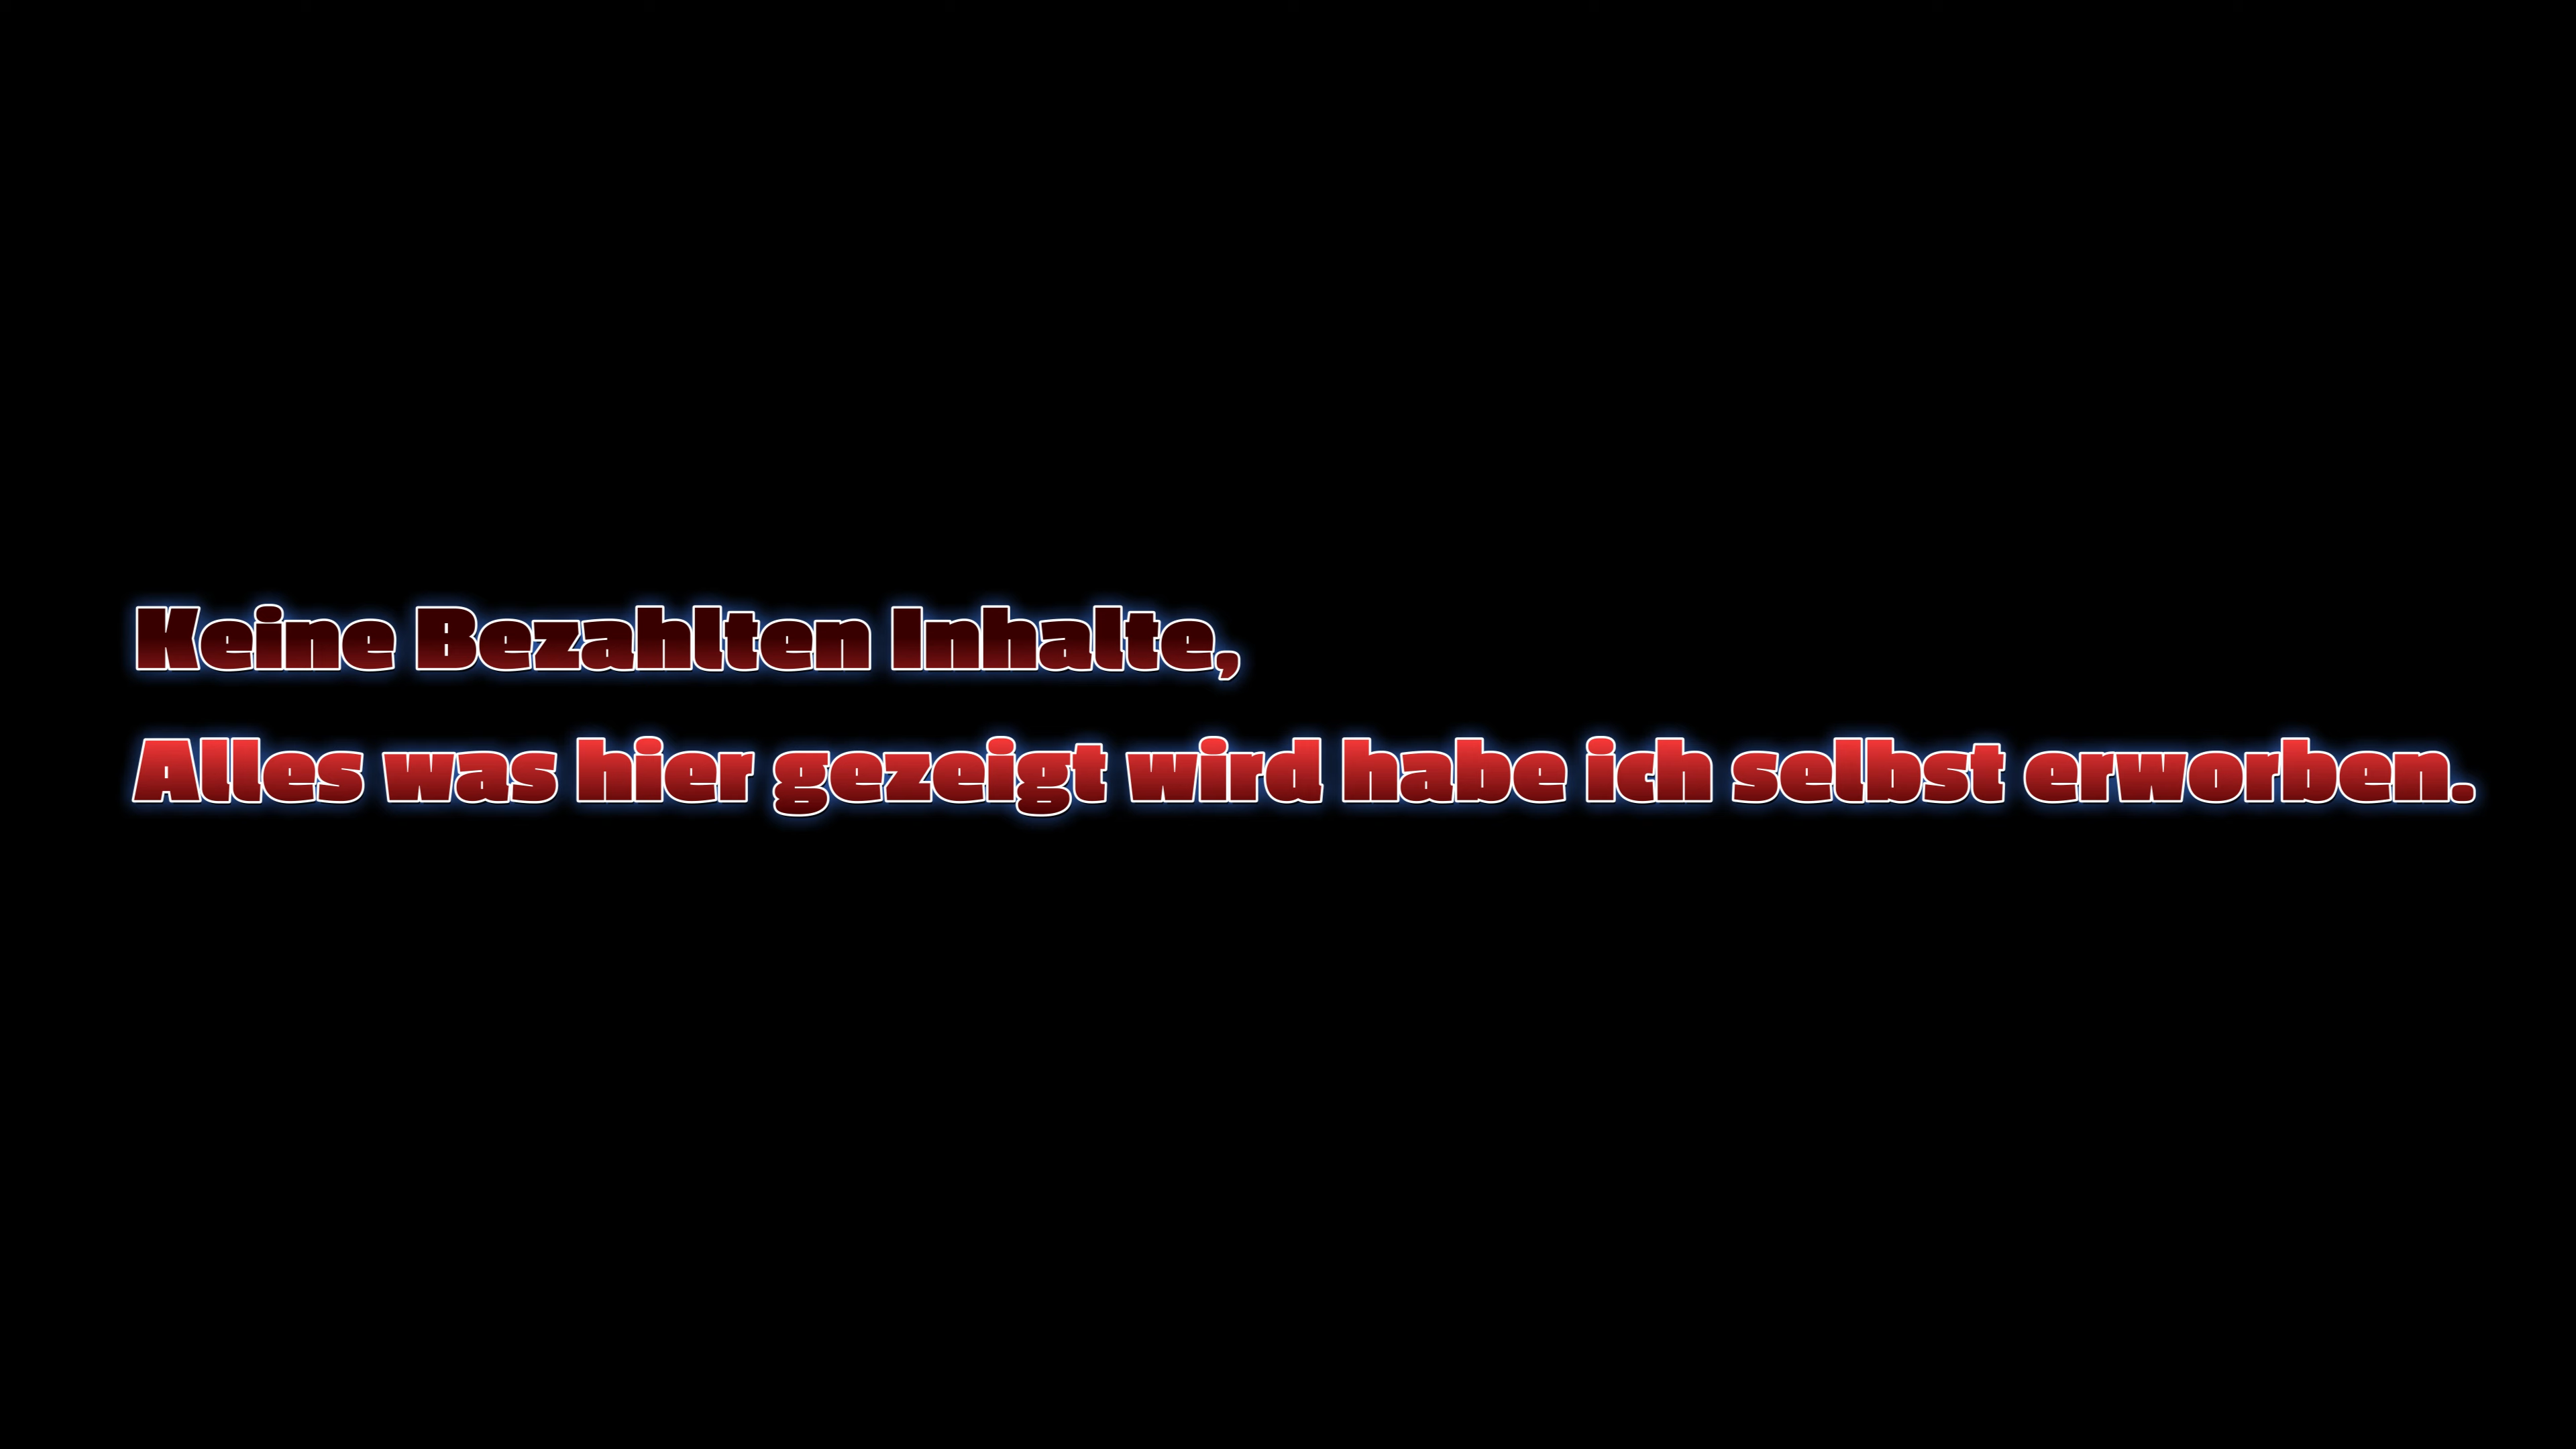 Keine Bezahlten Inhalte,
Alles was hier gezeigt wird habe ich selbst erworben.